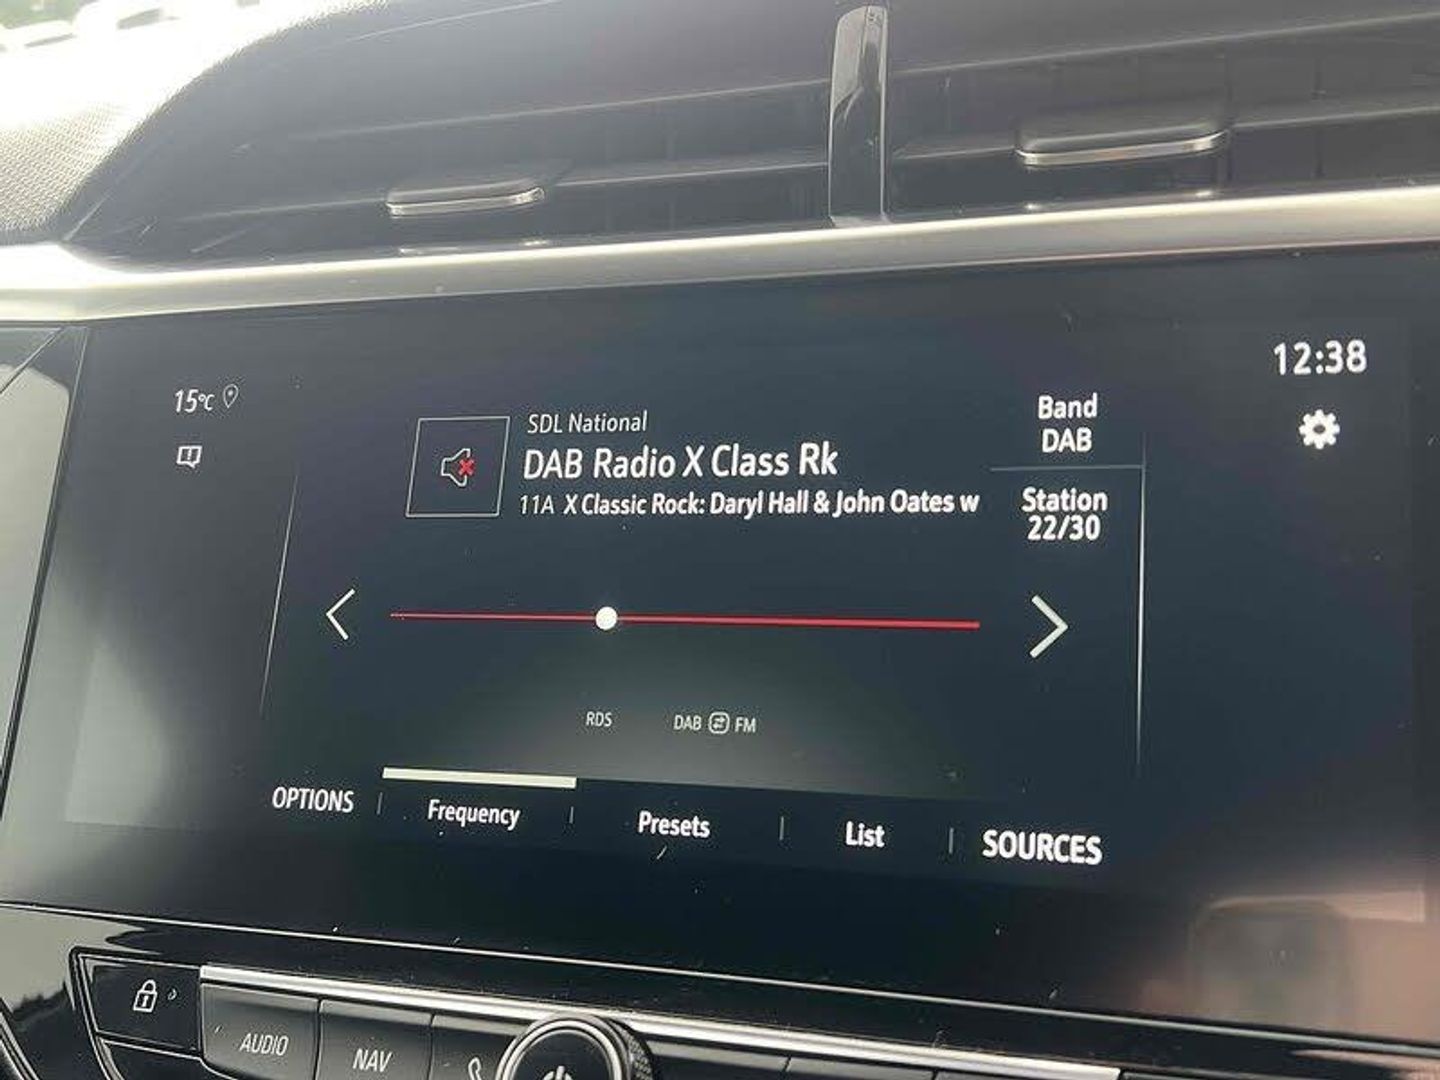 12:38
15°C
SDL National
DAB Radio X Class Rk
11A X Classic Rock: Daryl Hall & John Oates w
Band
DAB
Station
22/30
RDS
DAB FM
OPTIONS
Frequency
Presets
List
SOURCES
AUDIO
NAV